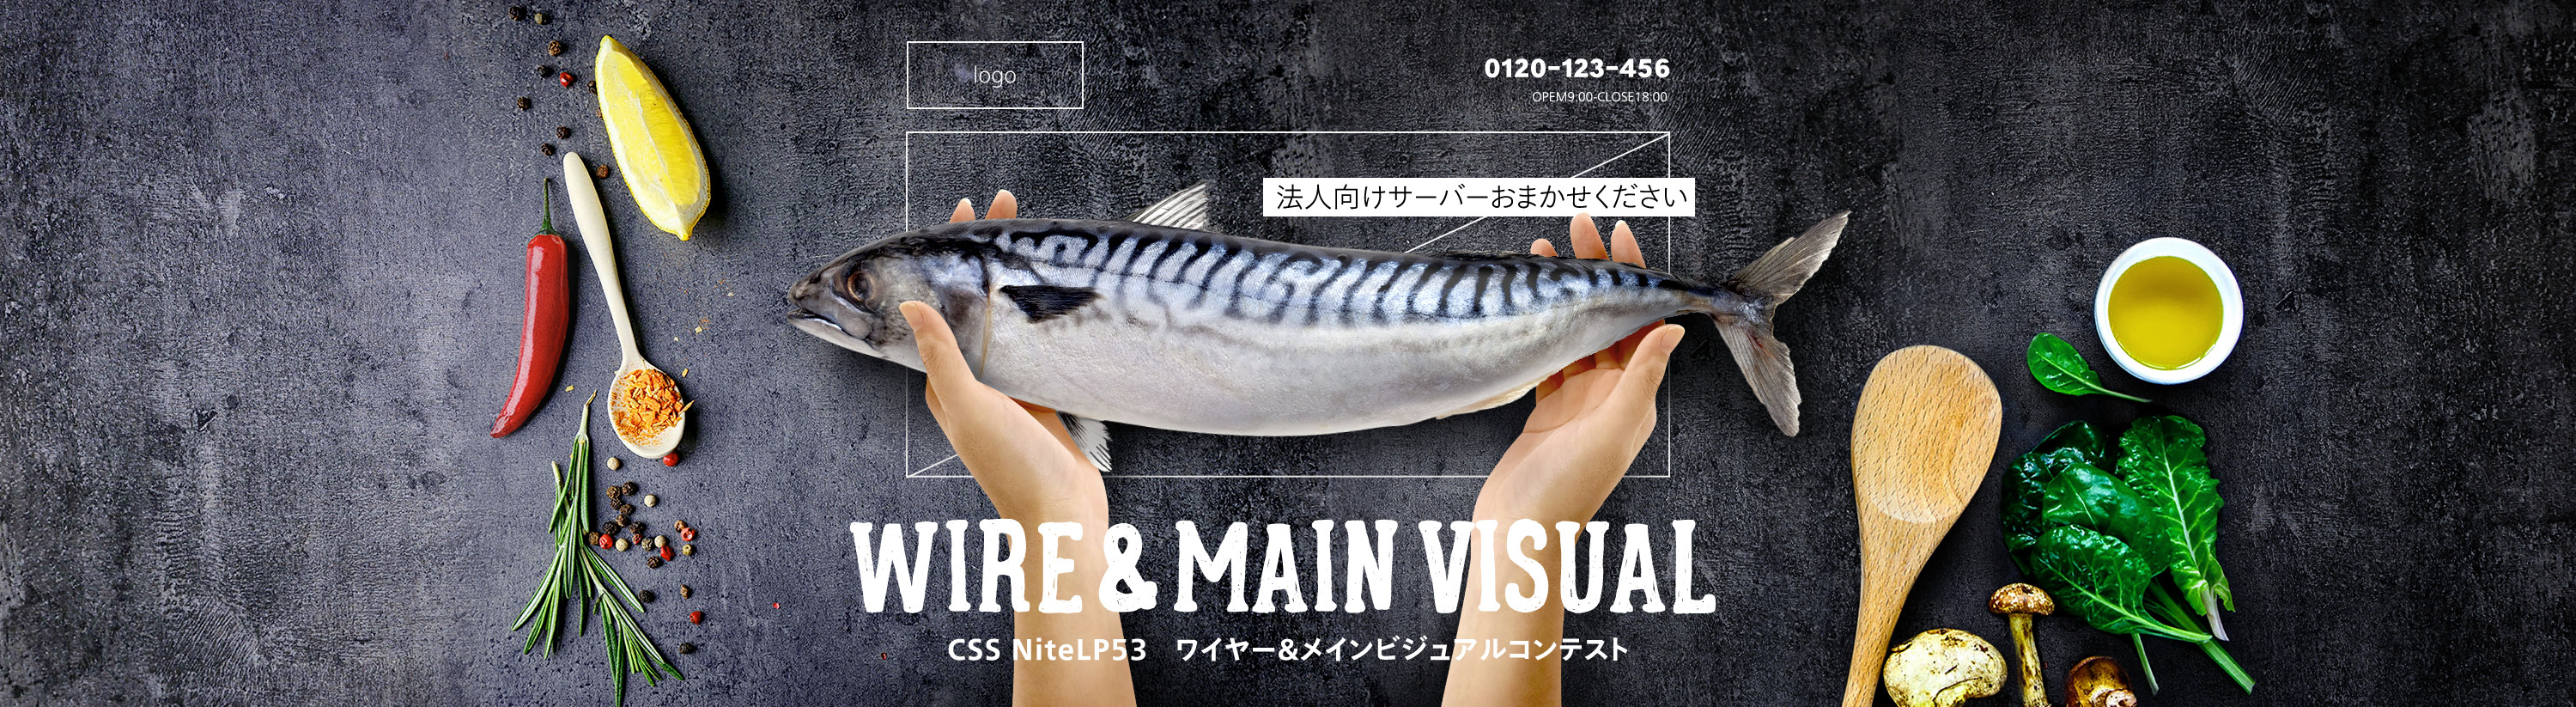 logo
0120-123-456
OPEM9:00-CLOSE18:00
法人向けサーバーおまかせください
WIRE & MAIN VISUAL
CSS NiteLP53　ワイヤー&メインビジュアルコンテスト